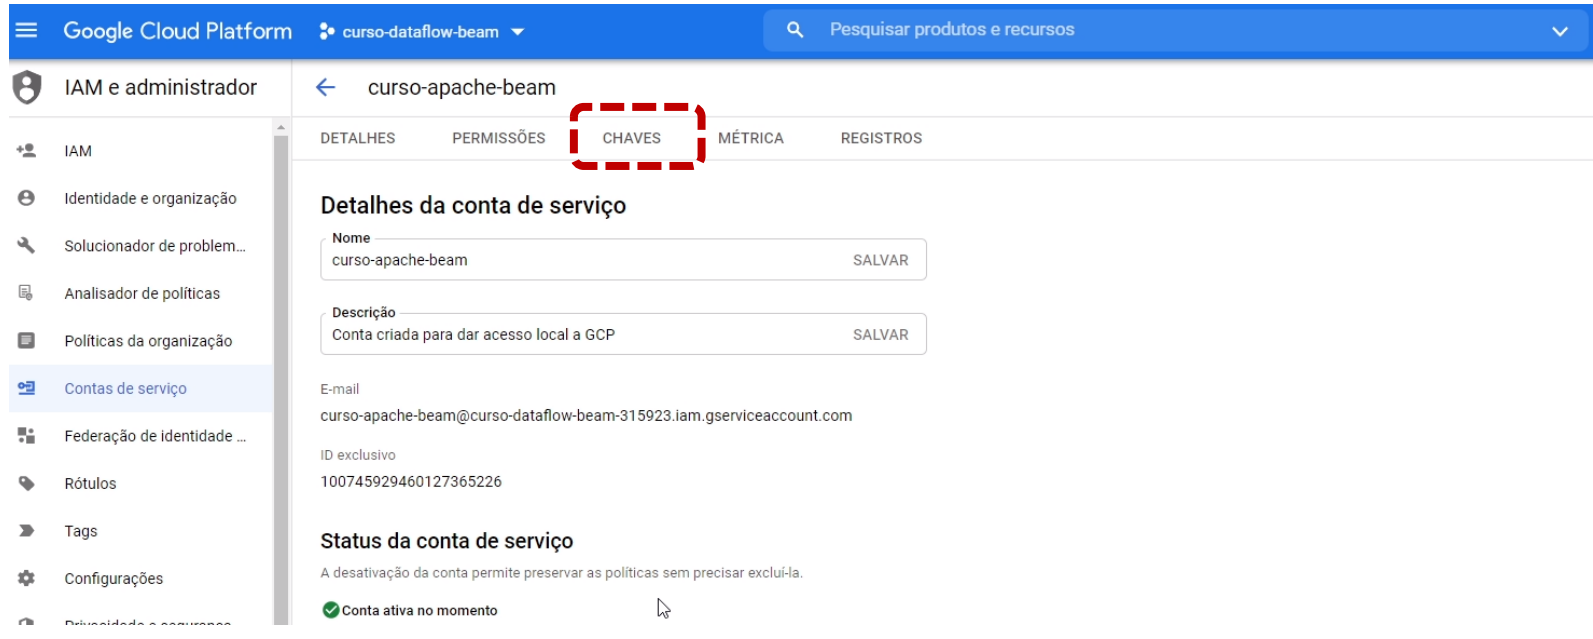 Google Cloud Platform curso-dataflow-beam Pesquisar produtos e recursos
IAM e administrador
IAM
Identidade e organização
Solucionador de problem...
Analisador de políticas
Políticas da organização
Contas de serviço
Federação de identidade ...
Rótulos
Tags
Configurações
curso-apache-beam
DETALHES PERMISSÕES CHAVES MÉTRICA REGISTROS
Detalhes da conta de serviço
Nome
curso-apache-beam SALVAR
Descrição
Conta criada para dar acesso local a GCP SALVAR
E-mail
curso-apache-beam@curso-dataflow-beam-315923.iam.gserviceaccount.com
ID exclusivo
100745929460127365226
Status da conta de serviço
A desativação da conta permite preservar as políticas sem precisar excluí-la.
Conta ativa no momento